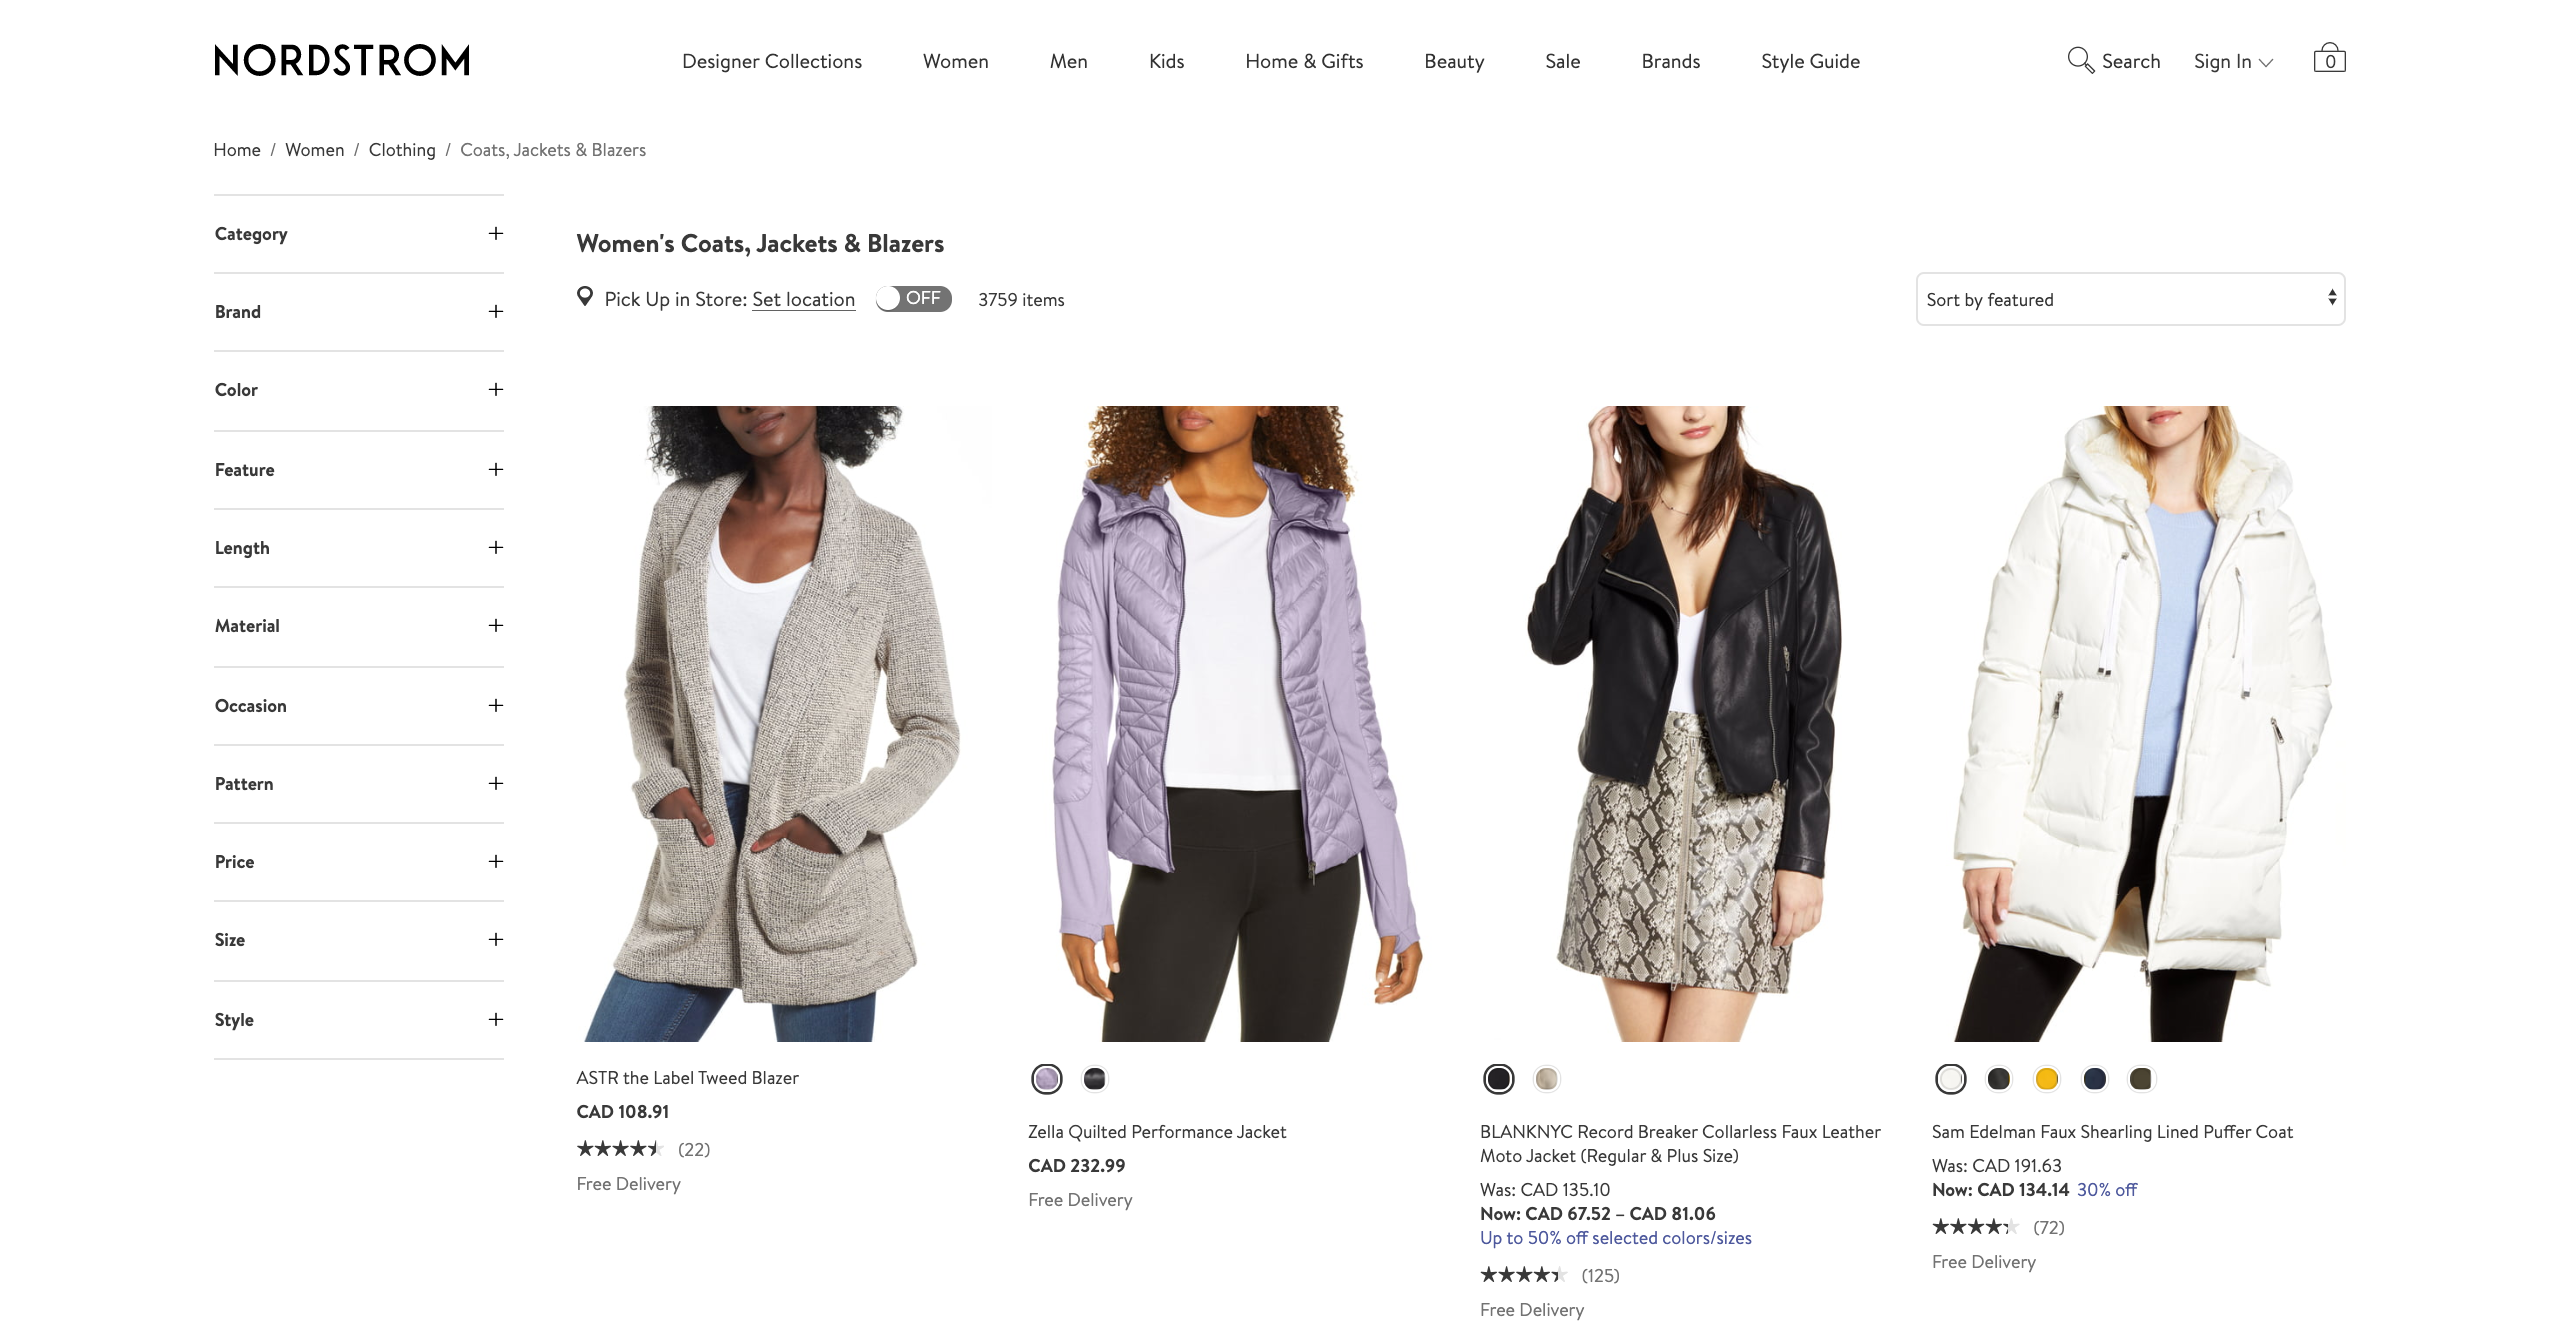 NORDSTROM
Designer Collections
Women
Men
Kids
Home & Gifts
Beauty
Sale
Brands
Style Guide
Search
Sign In
0
Home / Women / Clothing / Coats, Jackets & Blazers
Category +
Brand +
Color +
Feature +
Length +
Material +
Occasion +
Pattern +
Price +
Size +
Style +
Women's Coats, Jackets & Blazers
Pick Up in Store: Set location OFF 3759 items
Sort by featured
ASTR the Label Tweed Blazer
CAD 108.91
(22)
Free Delivery
Zella Quilted Performance Jacket
CAD 232.99
Free Delivery
BLANKNYC Record Breaker Collarless Faux Leather
Moto Jacket (Regular & Plus Size)
Was: CAD 135.10
Now: CAD 67.52 – CAD 81.06
Up to 50% off selected colors/sizes
(125)
Free Delivery
Sam Edelman Faux Shearling Lined Puffer Coat
Was: CAD 191.63
Now: CAD 134.14 30% off
(72)
Free Delivery